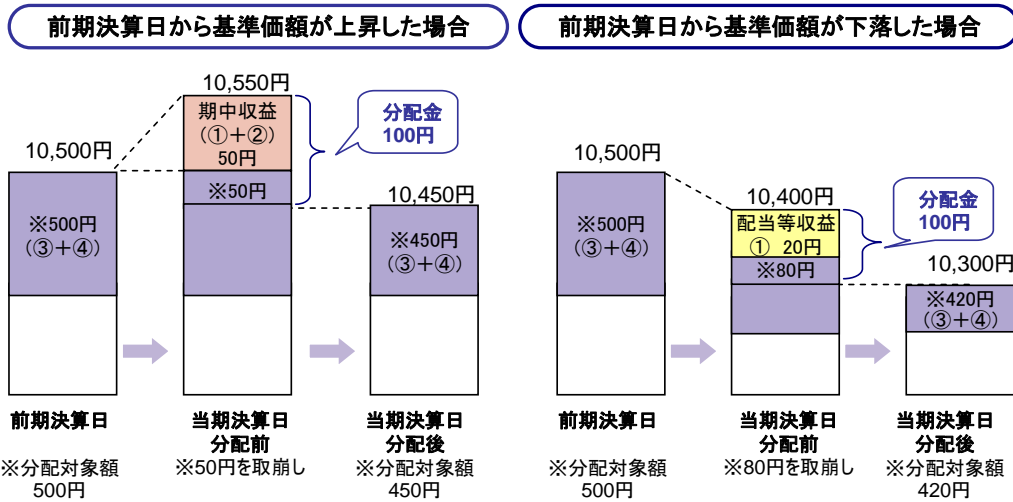 前期決算日から基準価額が上昇した場合
10,550円
期中収益
(①+②)
50円
分配金
100円
10,500円
※50円
10,450円
※500円
(③+④)
※450円
(③+④)
前期決算日
当期決算日
分配前
当期決算日
分配後
※分配対象額
500円
※50円を取崩し
※分配対象額
450円
前期決算日から基準価額が下落した場合
10,500円
10,400円
分配金
100円
配当等収益
① 20円
※500円
(③+④)
※80円
10,300円
※420円
(③+④)
前期決算日
当期決算日
分配前
当期決算日
分配後
※分配対象額
500円
※80円を取崩し
※分配対象額
420円